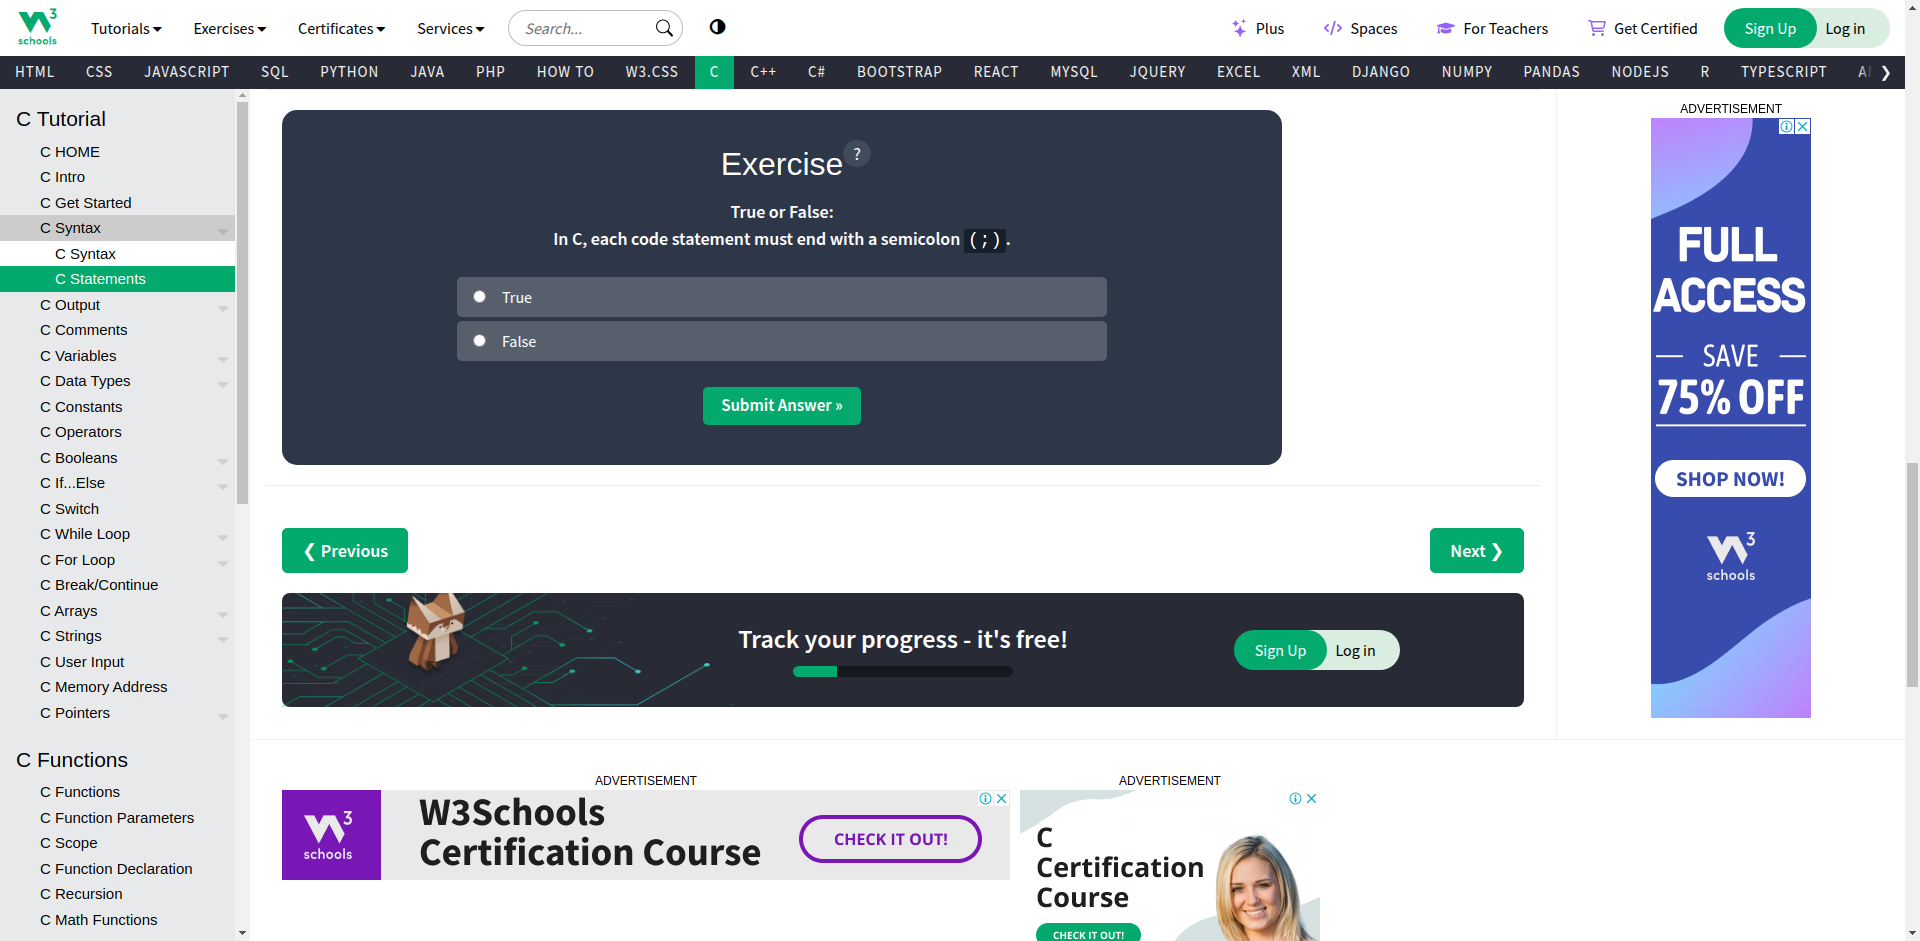 W3 schools
Tutorials
Exercises
Certificates
Services
Search...
Plus
Spaces
For Teachers
Get Certified
Sign Up
Log in
HTML
CSS
JAVASCRIPT
SQL
PYTHON
JAVA
PHP
HOW TO
W3.CSS
C
C++
C#
BOOTSTRAP
REACT
MYSQL
JQUERY
EXCEL
XML
DJANGO
NUMPY
PANDAS
NODEJS
R
TYPESCRIPT
❯
C Tutorial
C HOME
C Intro
C Get Started
C Syntax
C Syntax
C Statements
C Output
C Comments
C Variables
C Data Types
C Constants
C Operators
C Booleans
C If...Else
C Switch
C While Loop
C For Loop
C Break/Continue
C Arrays
C Strings
C User Input
C Memory Address
C Pointers
C Functions
C Functions
C Function Parameters
C Scope
C Function Declaration
C Recursion
C Math Functions
Exercise ?
True or False:
In C, each code statement must end with a semicolon (;).
True
False
Submit Answer »
❮ Previous
Next ❯
Track your progress - it's free!
Sign Up
Log in
ADVERTISEMENT
FULL
ACCESS
SAVE
75% OFF
SHOP NOW!
W3
schools
ADVERTISEMENT
W3
schools
W3Schools
Certification Course
CHECK IT OUT!
ADVERTISEMENT
C
Certification
Course
CHECK IT OUT!